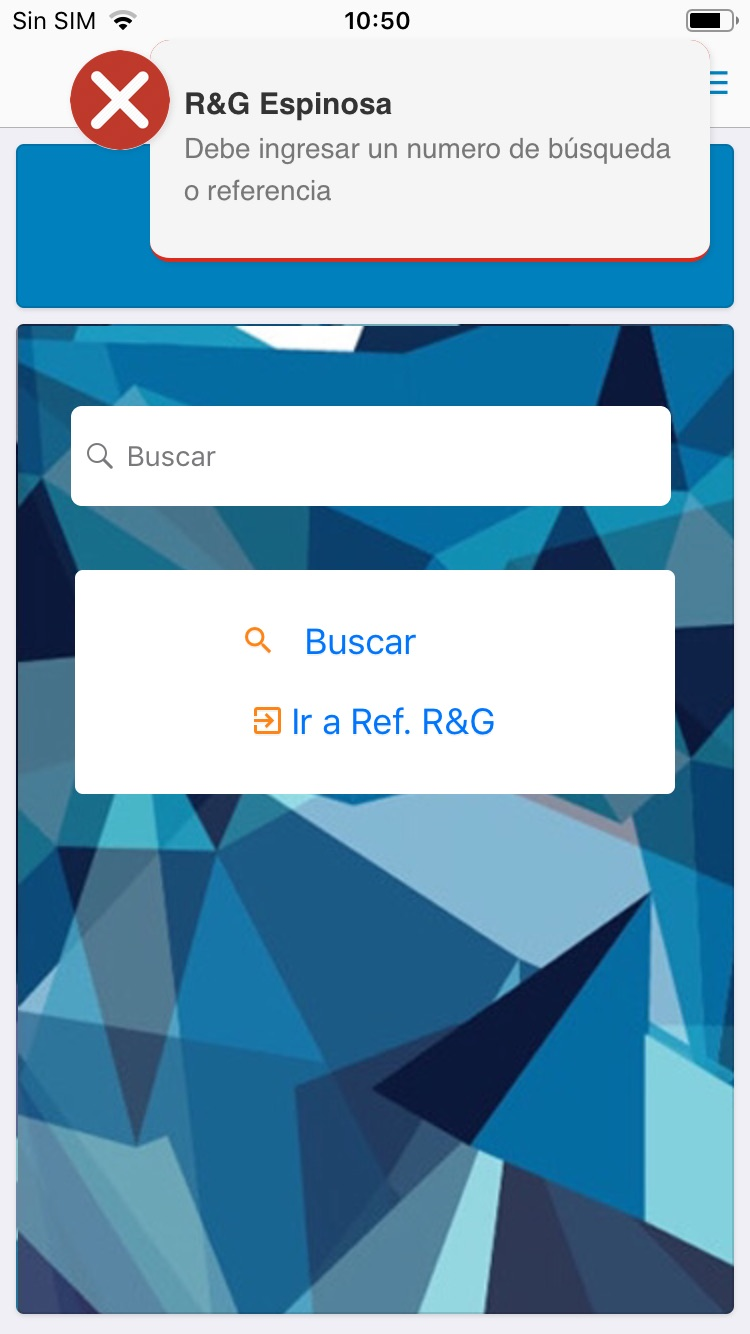 Sin SIM
10:50
R&G Espinosa
Debe ingresar un numero de búsqueda
o referencia
Buscar
Buscar
Ir a Ref. R&G